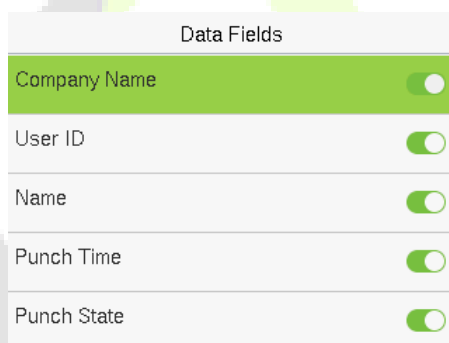 Data Fields
Company Name
User ID
Name
Punch Time
Punch State